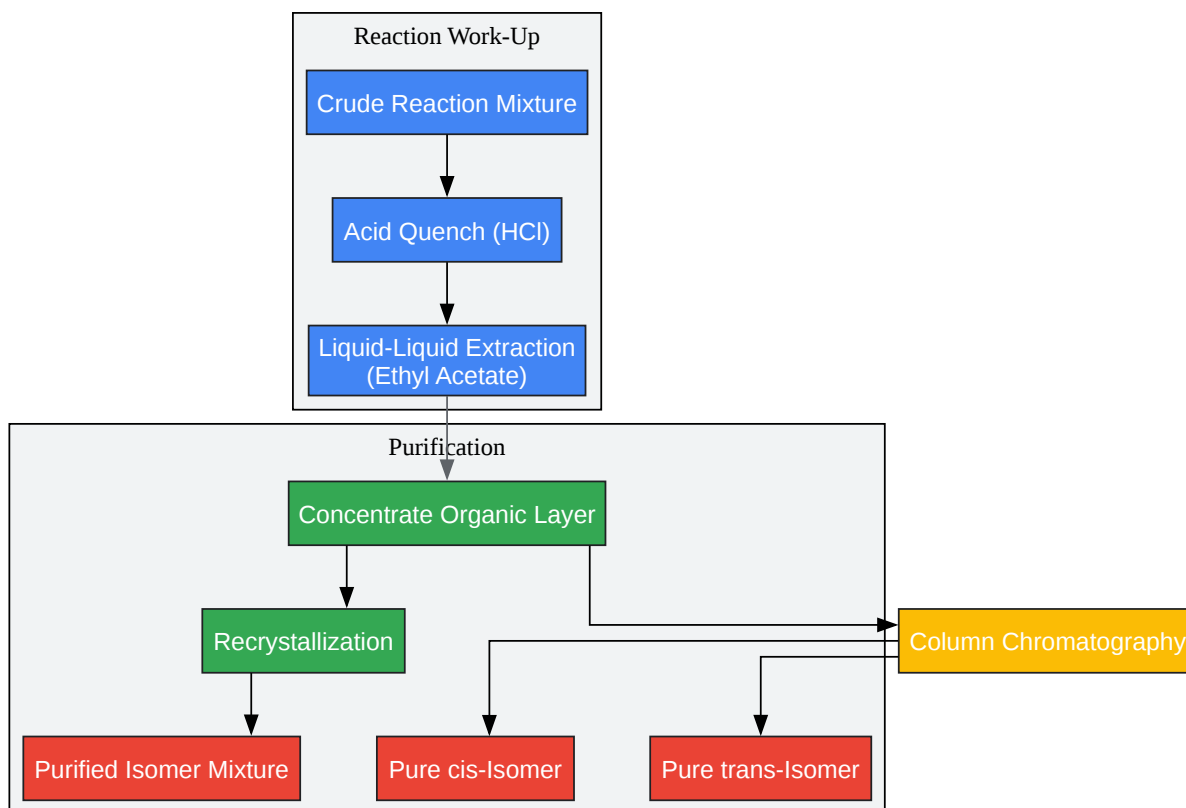 Reaction Work-Up
Crude Reaction Mixture
Acid Quench (HCl)
Liquid-Liquid Extraction
(Ethyl Acetate)
Purification
Concentrate Organic Layer
Recrystallization
Column Chromatography
Purified Isomer Mixture
Pure cis-Isomer
Pure trans-Isomer